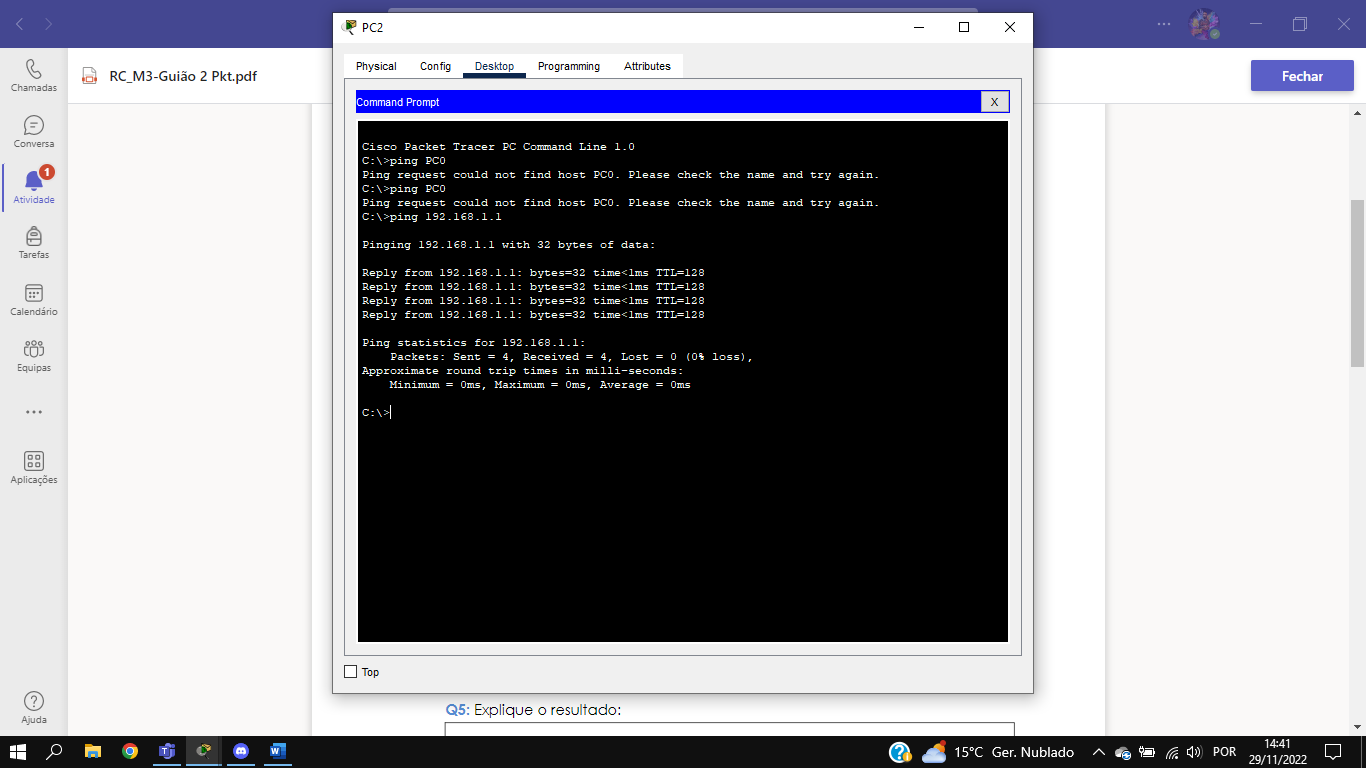 PC2
RC_M3-Guião 2 Pkt.pdf
Fechar
Chamadas
Conversa
1
Atividade
Tarefas
Calendário
Equipas
Aplicações
Ajuda
Physical Config Desktop Programming Attributes
Command Prompt X
Cisco Packet Tracer PC Command Line 1.0
C:\>ping PC0
Ping request could not find host PC0. Please check the name and try again.
C:\>ping PC0
Ping request could not find host PC0. Please check the name and try again.
C:\>ping 192.168.1.1
Pinging 192.168.1.1 with 32 bytes of data:
Reply from 192.168.1.1: bytes=32 time<1ms TTL=128
Reply from 192.168.1.1: bytes=32 time<1ms TTL=128
Reply from 192.168.1.1: bytes=32 time<1ms TTL=128
Reply from 192.168.1.1: bytes=32 time<1ms TTL=128
Ping statistics for 192.168.1.1:
Packets: Sent = 4, Received = 4, Lost = 0 (0% loss),
Approximate round trip times in milli-seconds:
Minimum = 0ms, Maximum = 0ms, Average = 0ms
C:\>
Top
Q5: Explique o resultado:
15°C Ger. Nublado
POR
14:41
29/11/2022